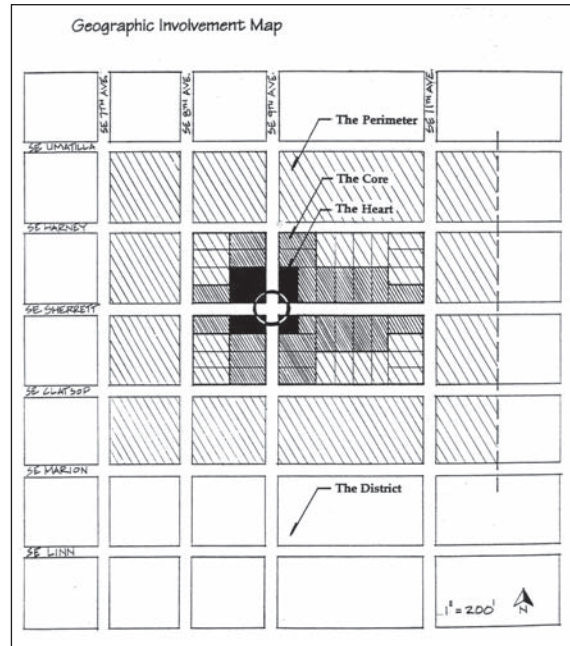 Geographic Involvement Map
SE 7TH AVE.
SE 8TH AVE.
SE 9TH AVE.
SE 11TH AVE.
The Perimeter
SE UMATILLA
The Core
The Heart
SE HARNEY
SE SHERRETT
SE CLATSOP
SE MARION
The District
SE LINN
1" = 200'
N